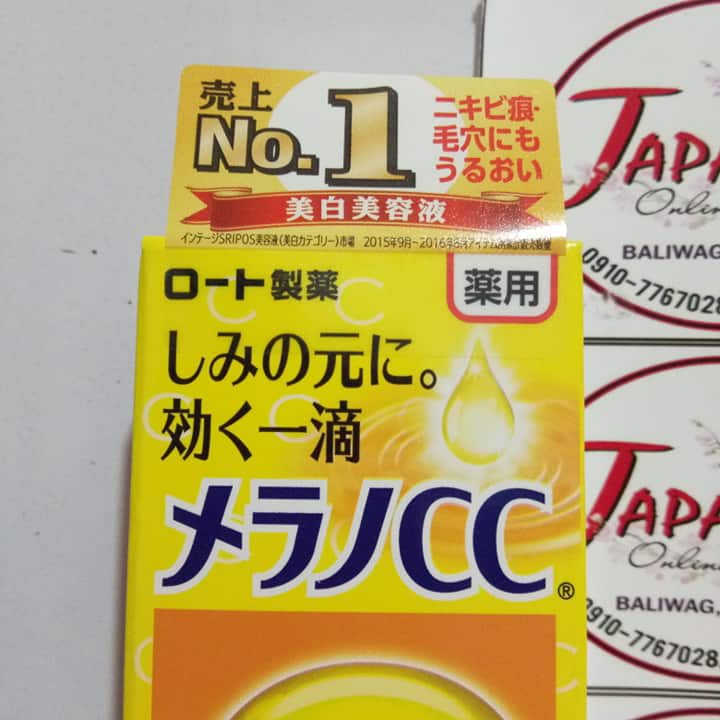 売上
No.1
ニキビ痕・
毛穴にも
うるおい
美白美容液
インテージSRIPOS美容液(美白カテゴリー)市場 2015年9月~2016年8月
ロート製薬
薬用
しみの元に。
効く一滴
メラノCC®
JAPA
Online
BALIWAG,
0910-7767028
JAPA
Online
BALIWAG,
0910-7767028